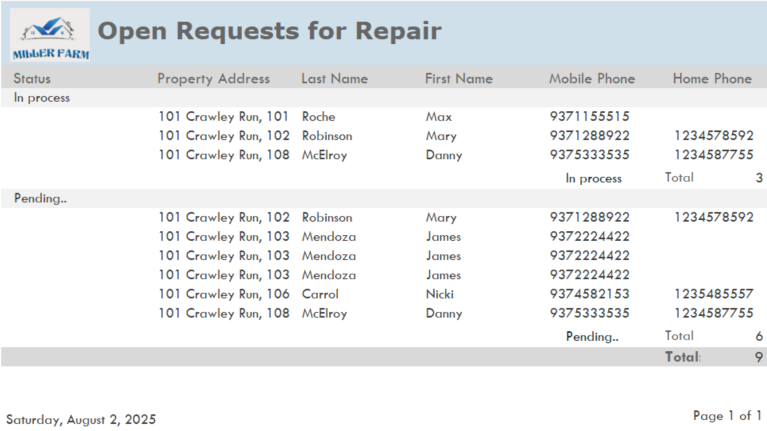 MILLER FARM
Open Requests for Repair
Status Property Address Last Name First Name Mobile Phone Home Phone
In process
101 Crawley Run, 101 Roche Max 9371155515
101 Crawley Run, 102 Robinson Mary 9371288922 1234578592
101 Crawley Run, 108 McElroy Danny 9375333535 1234587755
In process Total 3
Pending..
101 Crawley Run, 102 Robinson Mary 9371288922 1234578592
101 Crawley Run, 103 Mendoza James 9372224422
101 Crawley Run, 103 Mendoza James 9372224422
101 Crawley Run, 103 Mendoza James 9372224422
101 Crawley Run, 106 Carrol Nicki 9374582153 1235485557
101 Crawley Run, 108 McElroy Danny 9375333535 1234587755
Pending.. Total 6
Total: 9
Saturday, August 2, 2025 Page 1 of 1